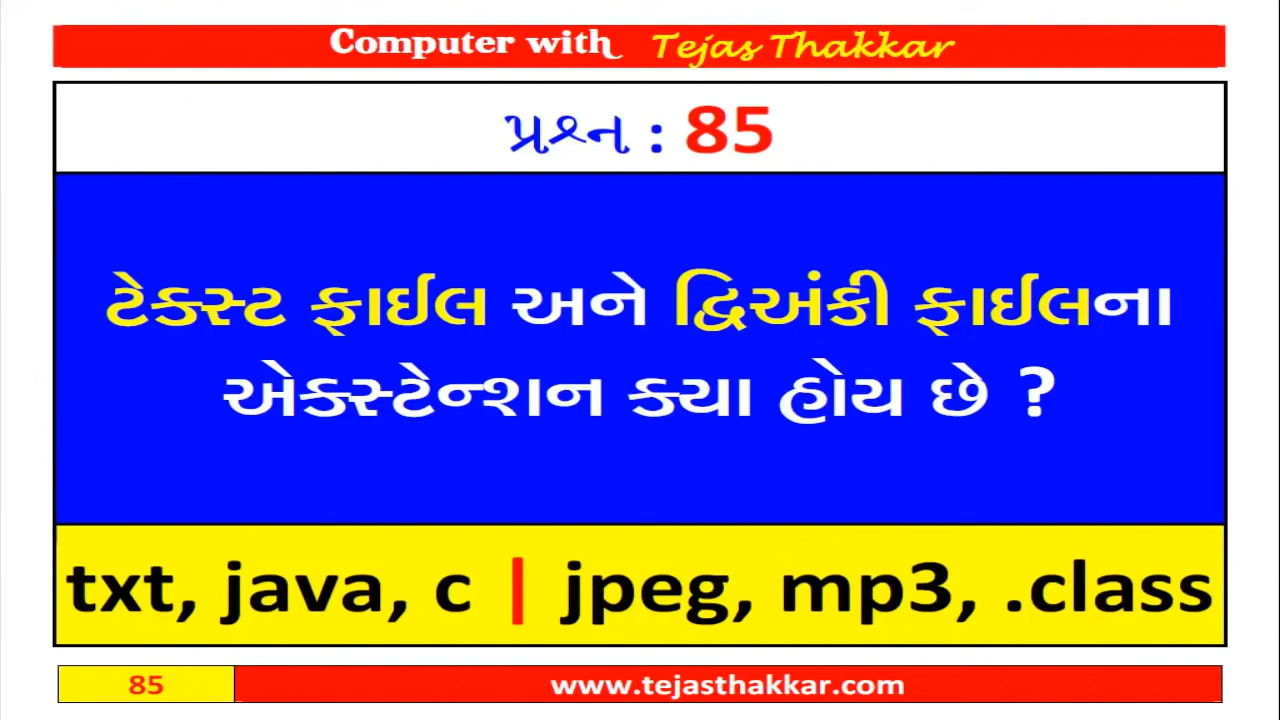 Computer with Tejas Thakkar
પ્રશ્ન : 85
ટેક્સ્ટ ફાઈલ અને દ્વિઅંકી ફાઈલના
એક્સ્ટેન્શન ક્યા હોય છે ?
txt, java, c | jpeg, mp3, .class
85 www.tejasthakkar.com